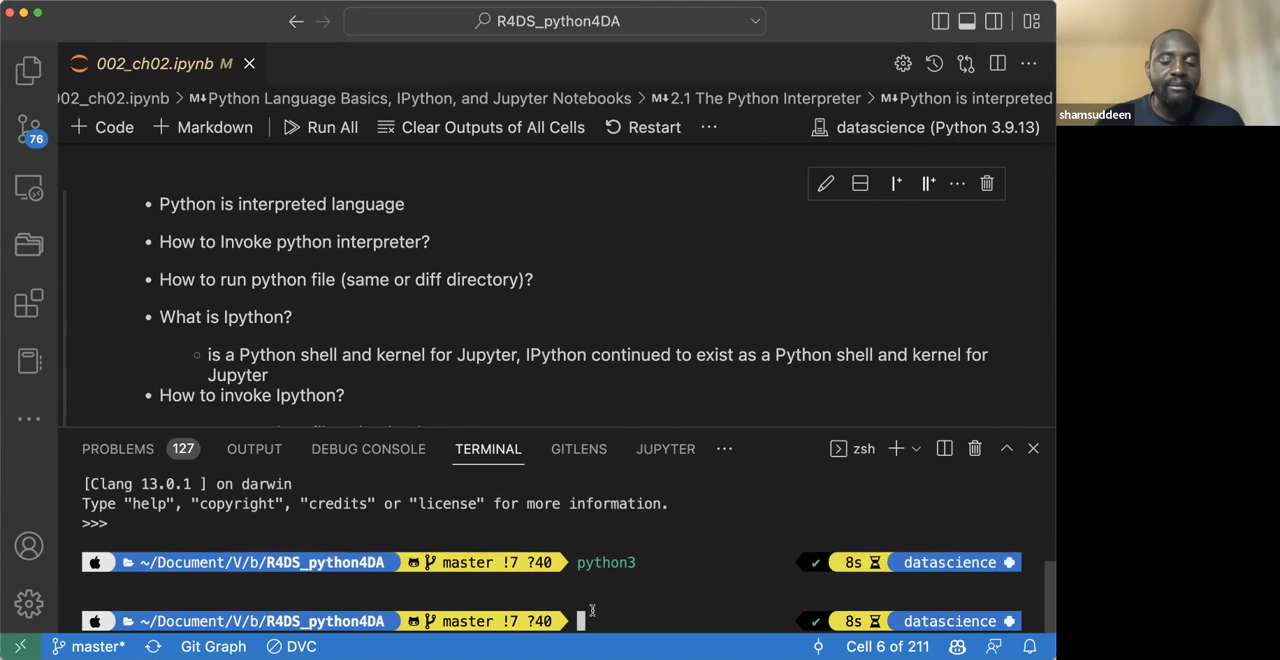 R4DS_python4DA
002_ch02.ipynb M
02_ch02.ipynb > M↓Python Language Basics, IPython, and Jupyter Notebooks > M↓2.1 The Python Interpreter > M↓Python is interpreted
76
+ Code + Markdown Run All Clear Outputs of All Cells Restart ... datascience (Python 3.9.13)
shamsuddeen
• Python is interpreted language
• How to Invoke python interpreter?
• How to run python file (same or diff directory)?
• What is Ipython?
◦ is a Python shell and kernel for Jupyter, IPython continued to exist as a Python shell and kernel for
Jupyter
• How to invoke Ipython?
PROBLEMS 127 OUTPUT DEBUG CONSOLE TERMINAL GITLENS JUPYTER ... zsh
[Clang 13.0.1 ] on darwin
Type "help", "copyright", "credits" or "license" for more information.
>>>
~/Document/V/b/R4DS_python4DA master !7 ?40 python3 ✔ 8s datascience
~/Document/V/b/R4DS_python4DA master !7 ?40 ✔ 8s datascience
master* Git Graph DVC Cell 6 of 211